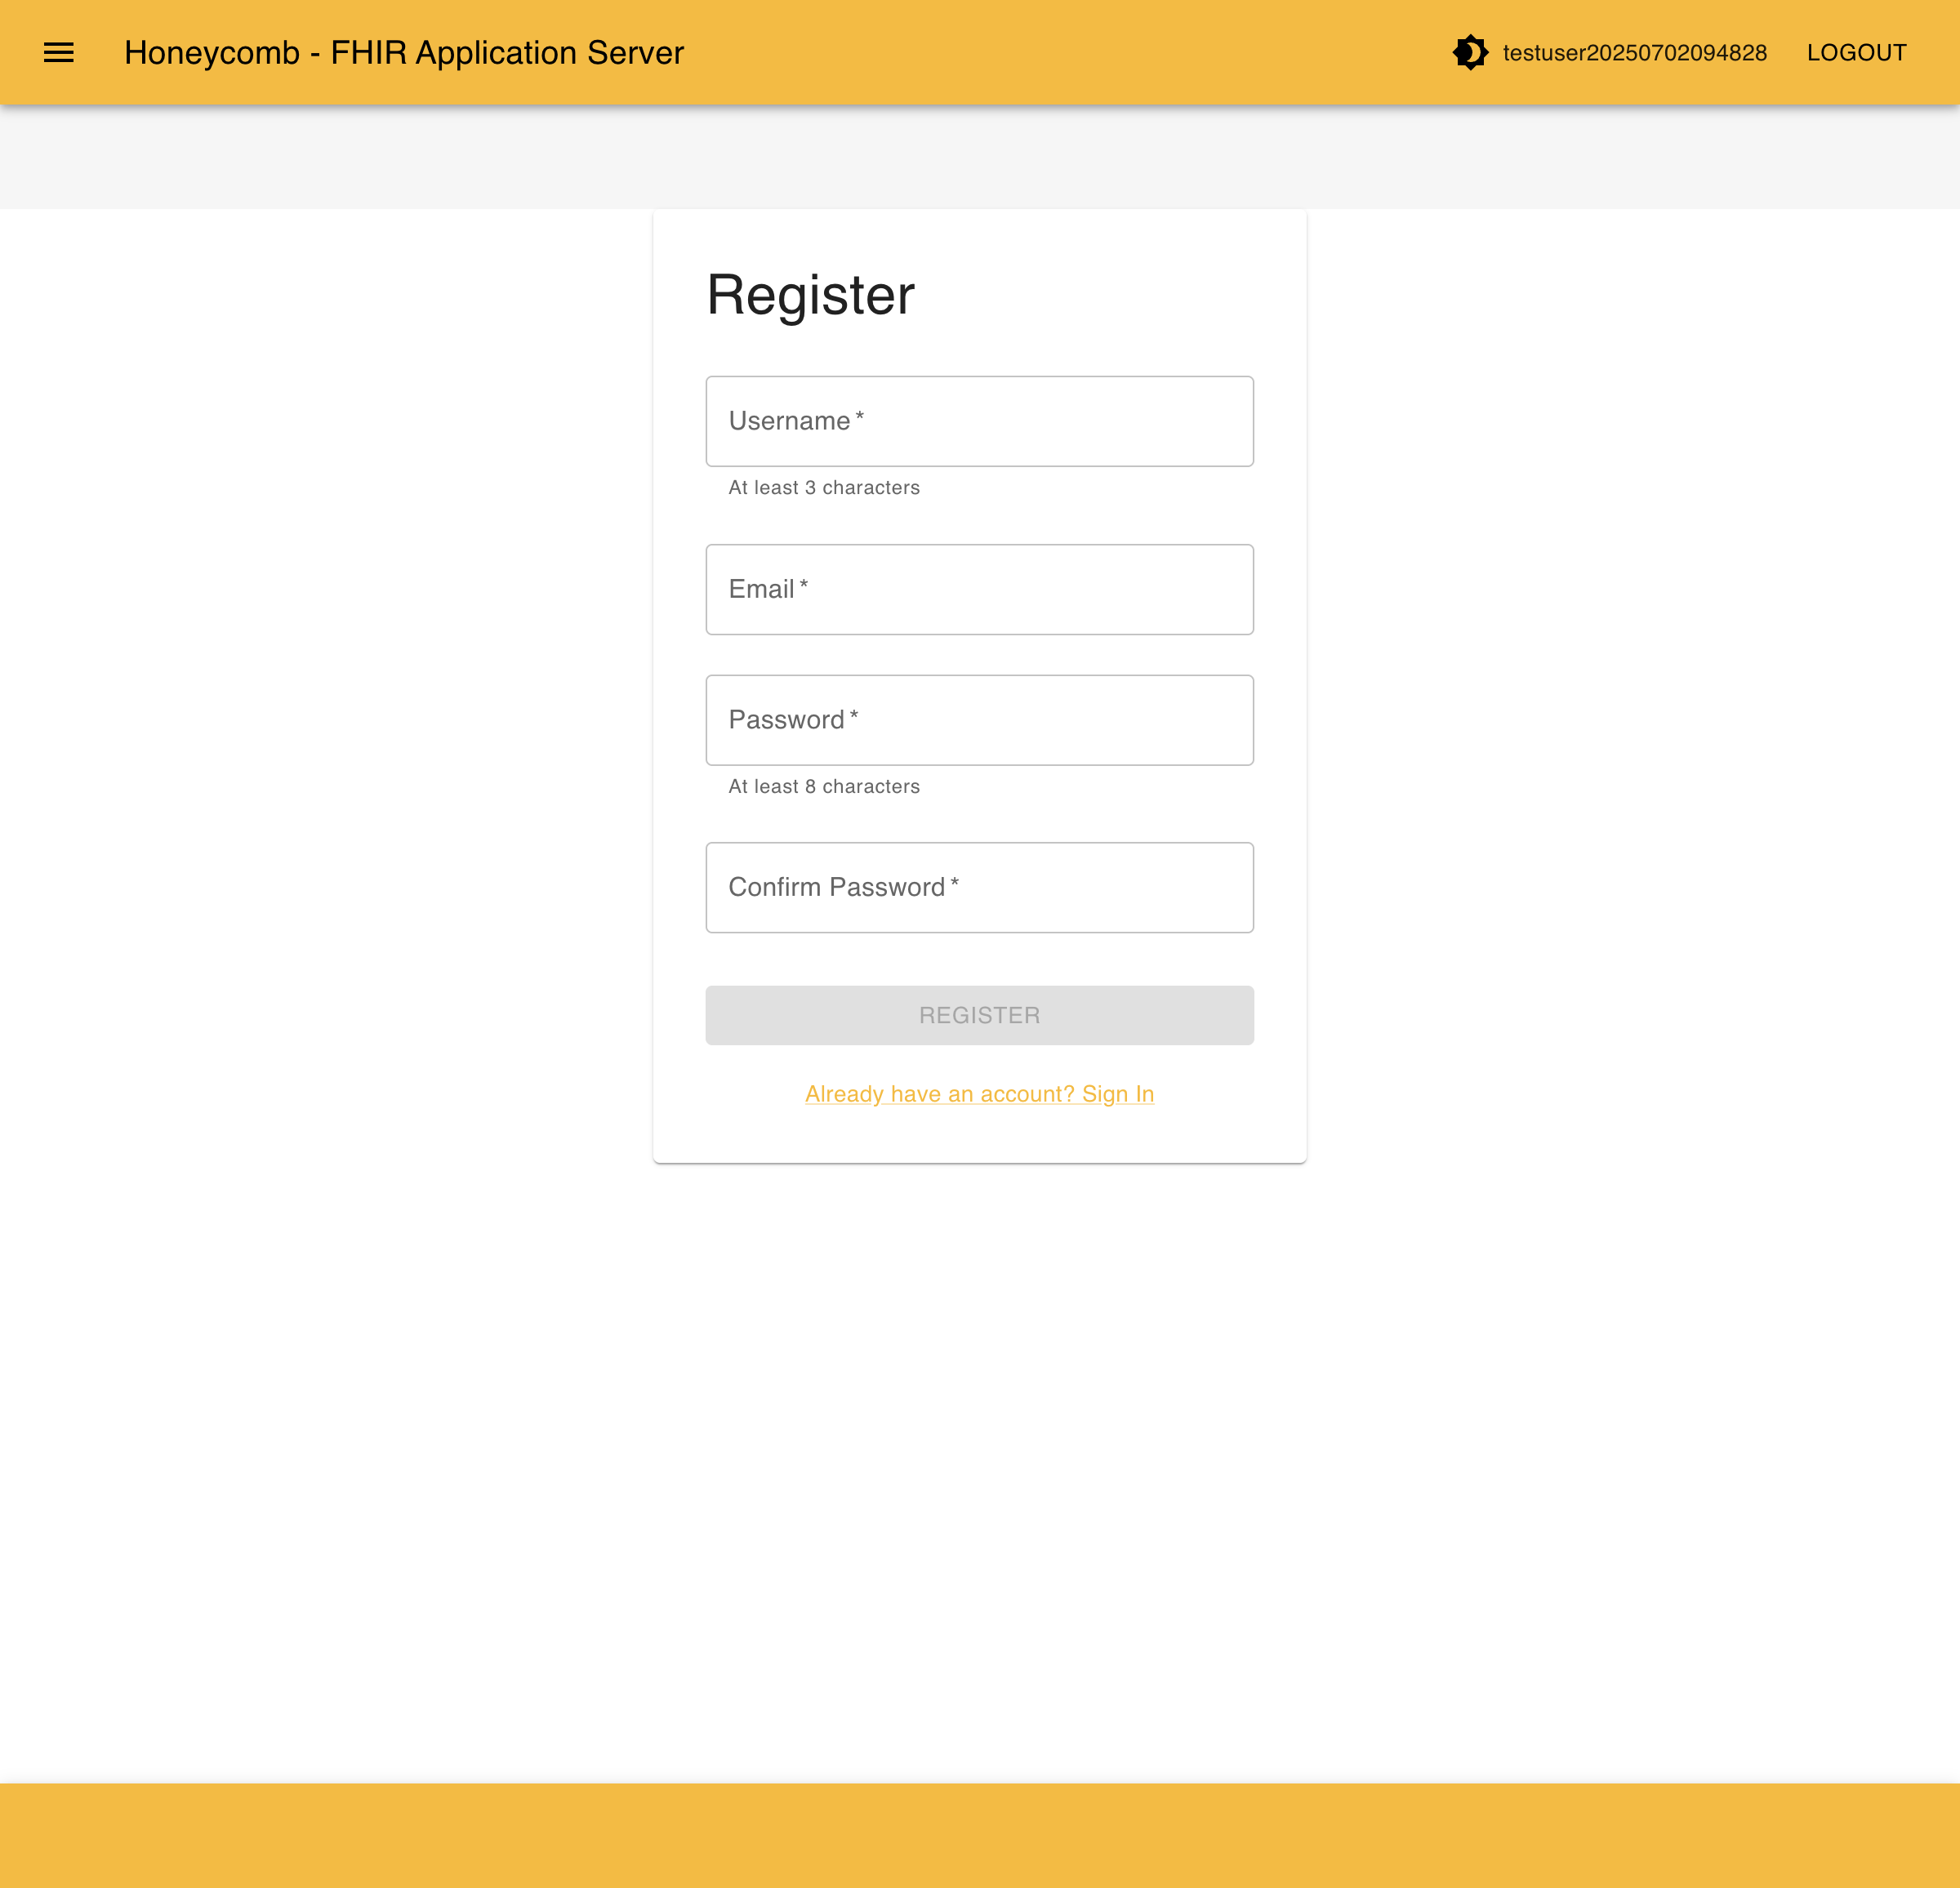 Honeycomb - FHIR Application Server
testuser20250702094828
LOGOUT
Register
Username *
At least 3 characters
Email *
Password *
At least 8 characters
Confirm Password *
REGISTER
Already have an account? Sign In